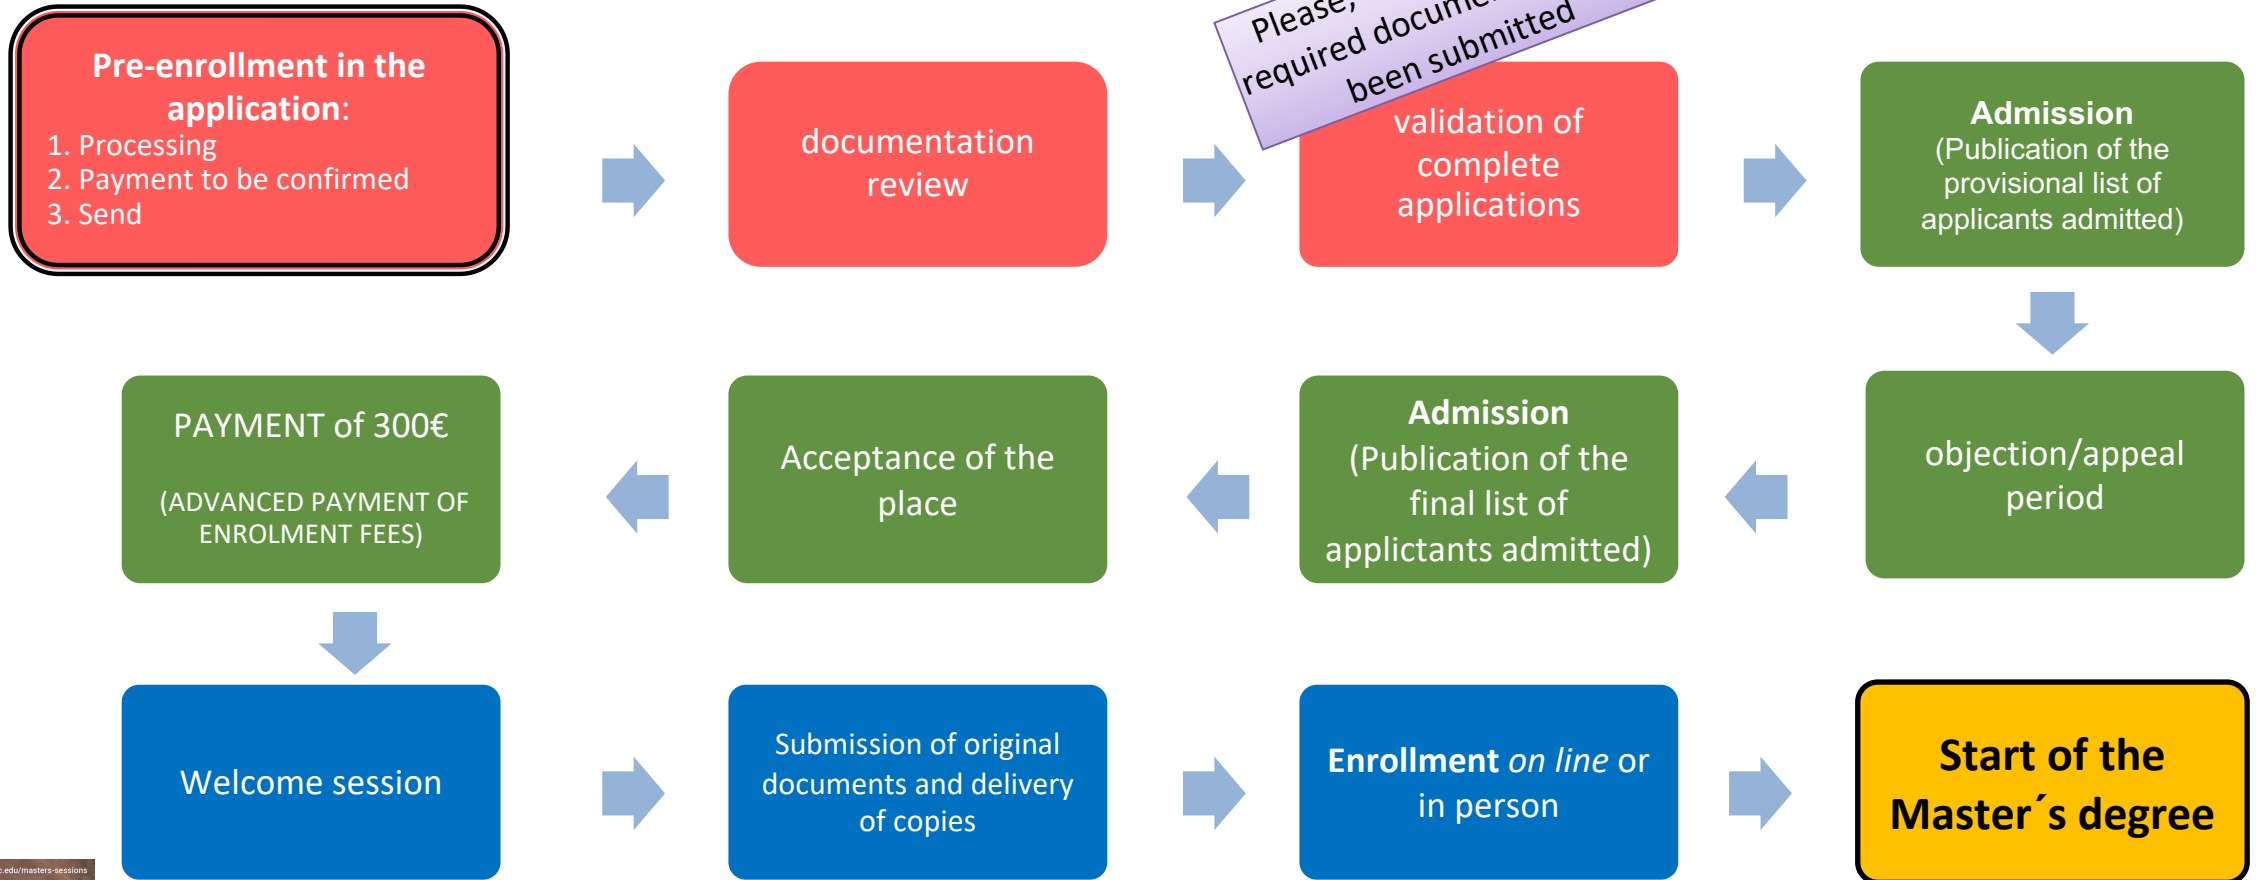 Pre-enrollment in the
application:
1. Processing
2. Payment to be confirmed
3. Send
documentation
review
Please,
required
been submitted
validation of
complete
applications
Admission
(Publication of the
provisional list of
applicants admitted)
objection/appeal
period
Admission
(Publication of the
final list of
applictants admitted)
Acceptance of the
place
PAYMENT of 300€
(ADVANCED PAYMENT OF
ENROLMENT FEES)
Welcome session
Submission of original
documents and delivery
of copies
Enrollment on line or
in person
Start of the
Master´s degree
c.edu/masters-sessions